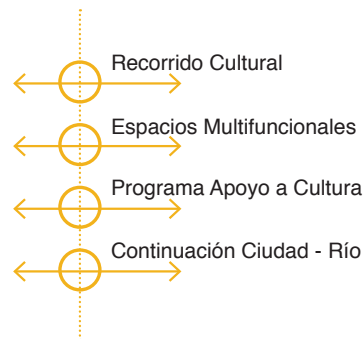 Recorrido Cultural
Espacios Multifuncionales
Programa Apoyo a Cultura
Continuación Ciudad - Río